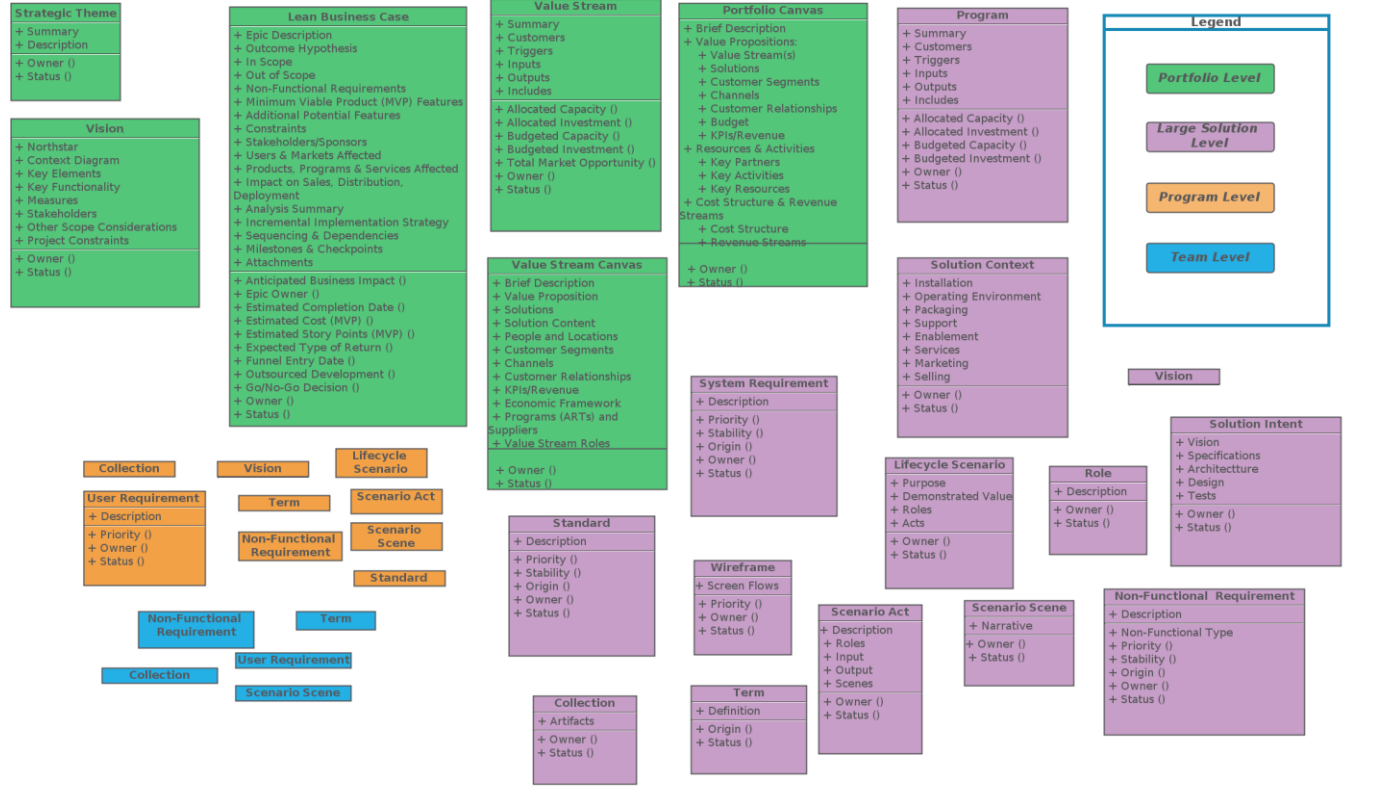 Strategic Theme
+ Summary
+ Description
+ Owner ()
+ Status ()
Vision
+ Northstar
+ Context Diagram
+ Key Elements
+ Key Functionality
+ Measures
+ Stakeholders
+ Other Scope Considerations
+ Project Constraints
+ Owner ()
+ Status ()
Lean Business Case
+ Epic Description
+ Outcome Hypothesis
+ In Scope
+ Out of Scope
+ Non-Functional Requirements
+ Minimum Viable Product (MVP) Features
+ Additional Potential Features
+ Constraints
+ Stakeholders/Sponsors
+ Users & Markets Affected
+ Products, Programs & Services Affected
+ Impact on Sales, Distribution,
Deployment
+ Analysis Summary
+ Incremental Implementation Strategy
+ Sequencing & Dependencies
+ Milestones & Checkpoints
+ Attachments
+ Anticipated Business Impact ()
+ Epic Owner ()
+ Estimated Completion Date ()
+ Estimated Cost (MVP) ()
+ Estimated Story Points (MVP) ()
+ Expected Type of Return ()
+ Funnel Entry Date ()
+ Outsourced Development ()
+ Go/No-Go Decision ()
+ Owner ()
+ Status ()
Value Stream
+ Summary
+ Customers
+ Triggers
+ Inputs
+ Outputs
+ Includes
+ Allocated Capacity ()
+ Allocated Investment ()
+ Budgeted Capacity ()
+ Budgeted Investment ()
+ Total Market Opportunity ()
+ Owner ()
+ Status ()
Portfolio Canvas
+ Brief Description
+ Value Propositions:
+ Value Stream(s)
+ Solutions
+ Customer Segments
+ Channels
+ Customer Relationships
+ Budget
+ KPIs/Revenue
+ Resources & Activities
+ Key Partners
+ Key Activities
+ Key Resources
+ Cost Structure & Revenue
Streams
+ Cost Structure
+ Revenue Streams
+ Owner ()
+ Status ()
Program
+ Summary
+ Customers
+ Triggers
+ Inputs
+ Outputs
+ Includes
+ Allocated Capacity ()
+ Allocated Investment ()
+ Budgeted Capacity ()
+ Budgeted Investment ()
+ Owner ()
+ Status ()
Legend
Portfolio Level
Large Solution
Level
Program Level
Team Level
Value Stream Canvas
+ Brief Description
+ Value Proposition
+ Solutions
+ Solution Content
+ People and Locations
+ Customer Segments
+ Channels
+ Customer Relationships
+ KPIs/Revenue
+ Economic Framework
+ Programs (ARTs) and
Suppliers
+ Value Stream Roles
+ Owner ()
+ Status ()
Solution Context
+ Installation
+ Operating Environment
+ Packaging
+ Support
+ Enablement
+ Services
+ Marketing
+ Selling
+ Owner ()
+ Status ()
Vision
System Requirement
+ Description
+ Priority ()
+ Stability ()
+ Origin ()
+ Owner ()
+ Status ()
Solution Intent
+ Vision
+ Specifications
+ Architectture
+ Design
+ Tests
+ Owner ()
+ Status ()
Lifecycle Scenario
+ Purpose
+ Demonstrated Value
+ Roles
+ Acts
+ Owner ()
+ Status ()
Role
+ Description
+ Owner ()
+ Status ()
Collection
Vision
Lifecycle
Scenario
User Requirement
+ Description
+ Priority ()
+ Owner ()
+ Status ()
Term
Scenario Act
Non-Functional
Requirement
Scenario
Scene
Standard
Standard
+ Description
+ Priority ()
+ Stability ()
+ Origin ()
+ Owner ()
+ Status ()
Wireframe
+ Screen Flows
+ Priority ()
+ Owner ()
+ Status ()
Scenario Act
+ Description
+ Roles
+ Input
+ Output
+ Scenes
+ Owner ()
+ Status ()
Scenario Scene
+ Narrative
+ Owner ()
+ Status ()
Non-Functional Requirement
+ Description
+ Non-Functional Type
+ Priority ()
+ Stability ()
+ Origin ()
+ Owner ()
+ Status ()
Non-Functional
Requirement
Term
User Requirement
Collection
Scenario Scene
Collection
+ Artifacts
+ Owner ()
+ Status ()
Term
+ Definition
+ Origin ()
+ Status ()